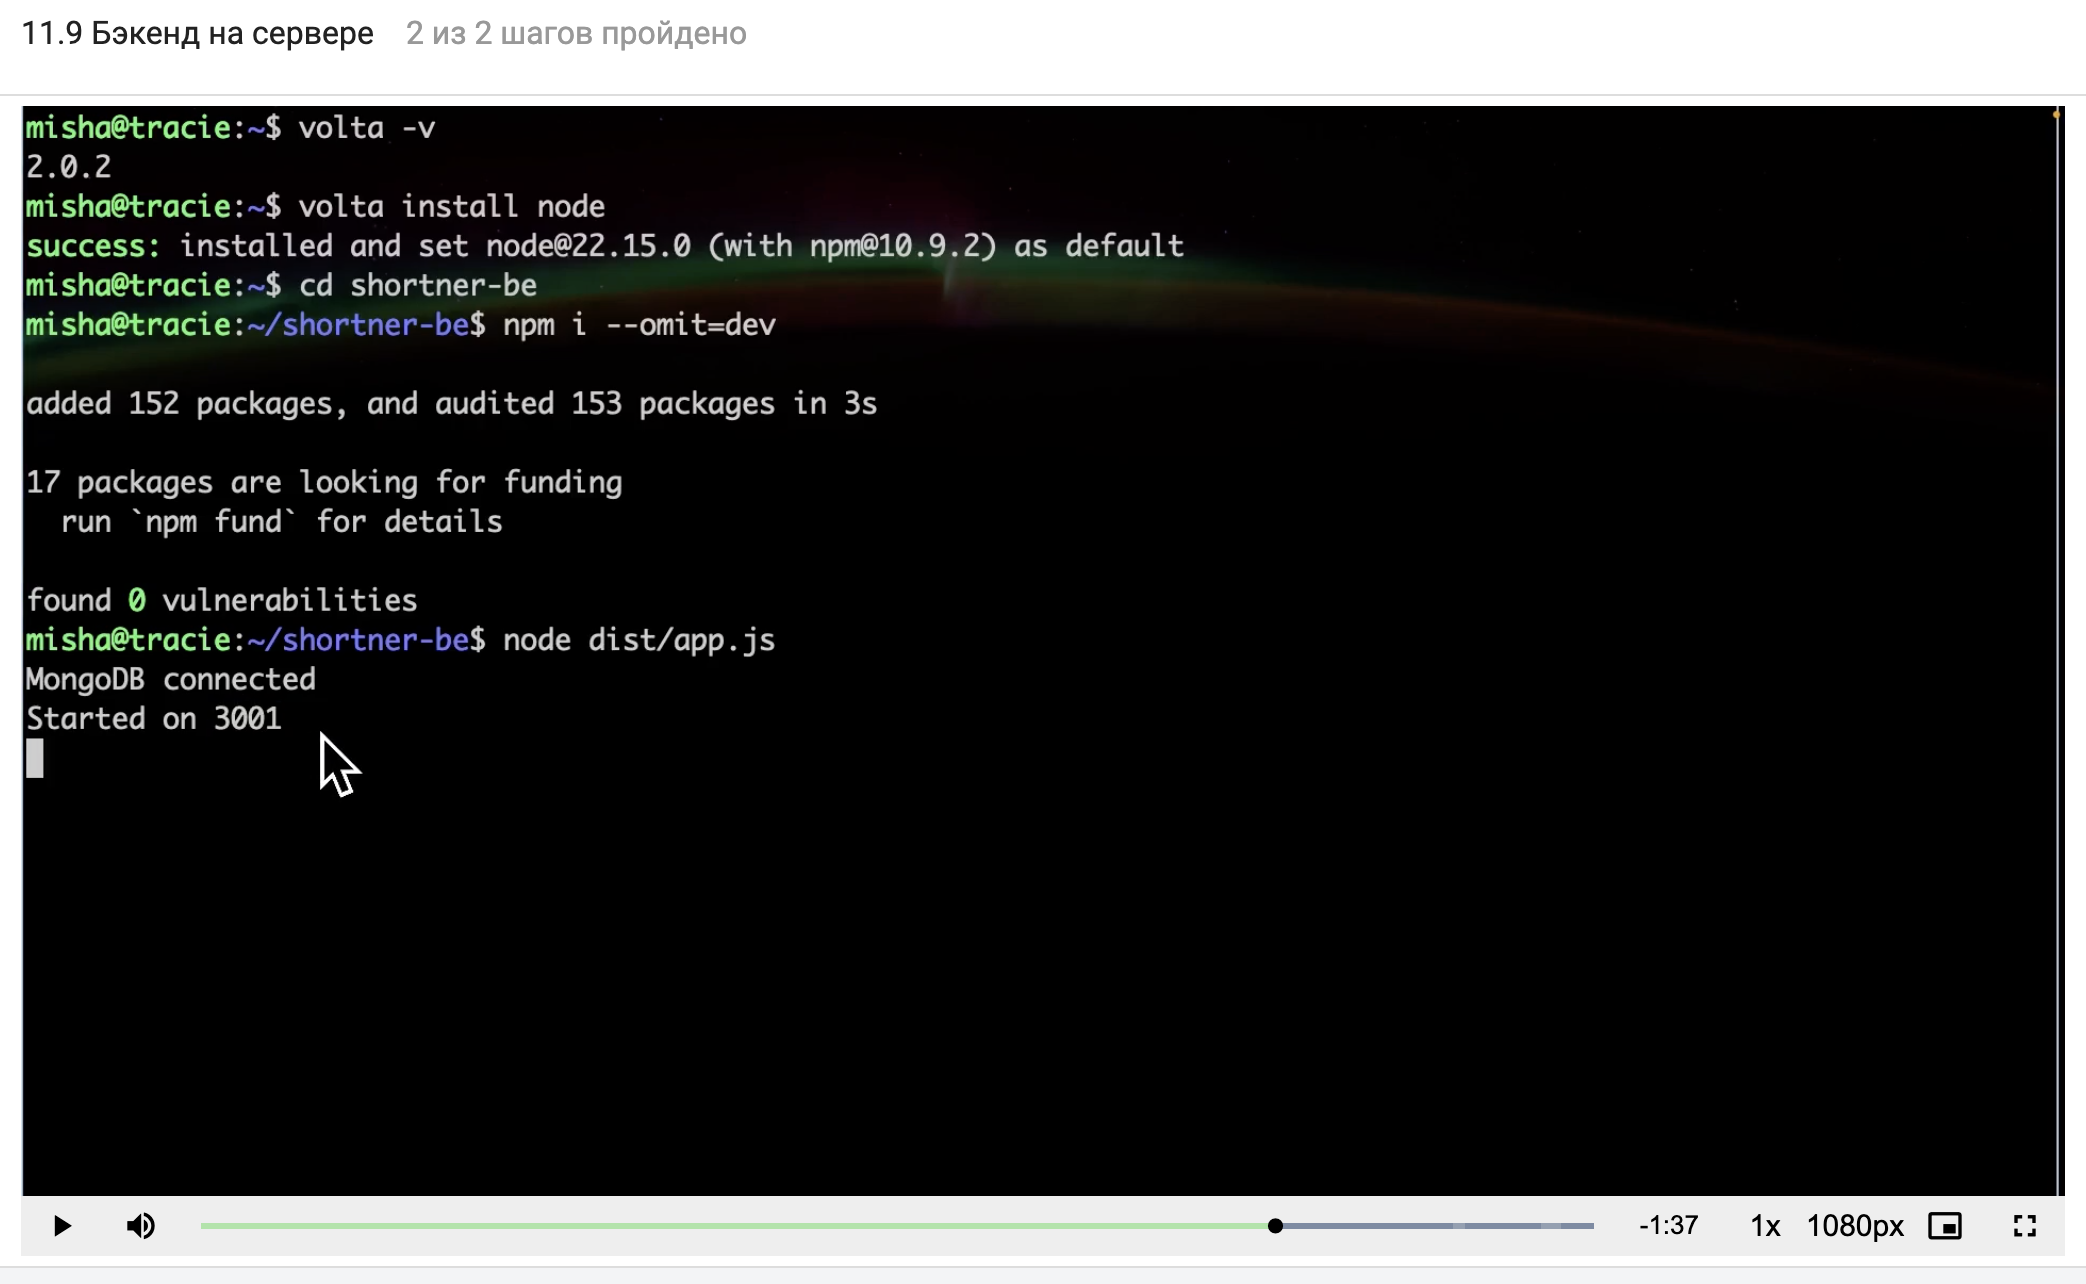 11.9 Бэкенд на сервере 2 из 2 шагов пройдено
misha@tracie:~$ volta -v
2.0.2
misha@tracie:~$ volta install node
success: installed and set node@22.15.0 (with npm@10.9.2) as default
misha@tracie:~$ cd shortner-be
misha@tracie:~/shortner-be$ npm i --omit=dev
added 152 packages, and audited 153 packages in 3s
17 packages are looking for funding
run `npm fund` for details
found 0 vulnerabilities
misha@tracie:~/shortner-be$ node dist/app.js
MongoDB connected
Started on 3001
-1:37 1x 1080px